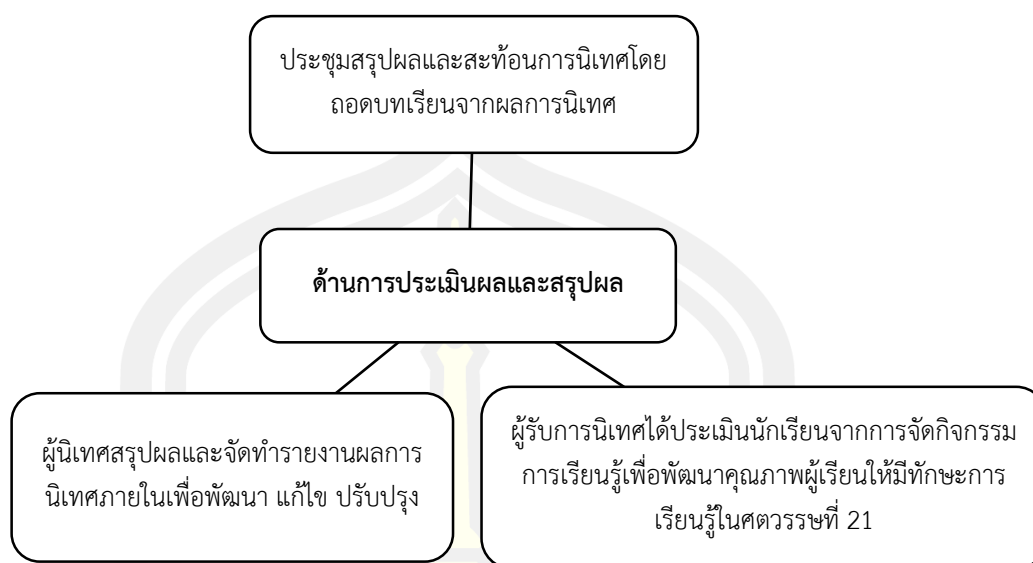 ประชุมสรุปผลและสะท้อนการนิเทศโดย
ถอดบทเรียนจากผลการนิเทศ
ด้านการประเมินผลและสรุปผล
ผู้นิเทศสรุปผลและจัดทำรายงานผลการ
นิเทศภายในเพื่อพัฒนา แก้ไข ปรับปรุง
ผู้รับการนิเทศได้ประเมินนักเรียนจากการจัดกิจกรรม
การเรียนรู้เพื่อพัฒนาคุณภาพผู้เรียนให้มีทักษะการ
เรียนรู้ในศตวรรษที่ 21